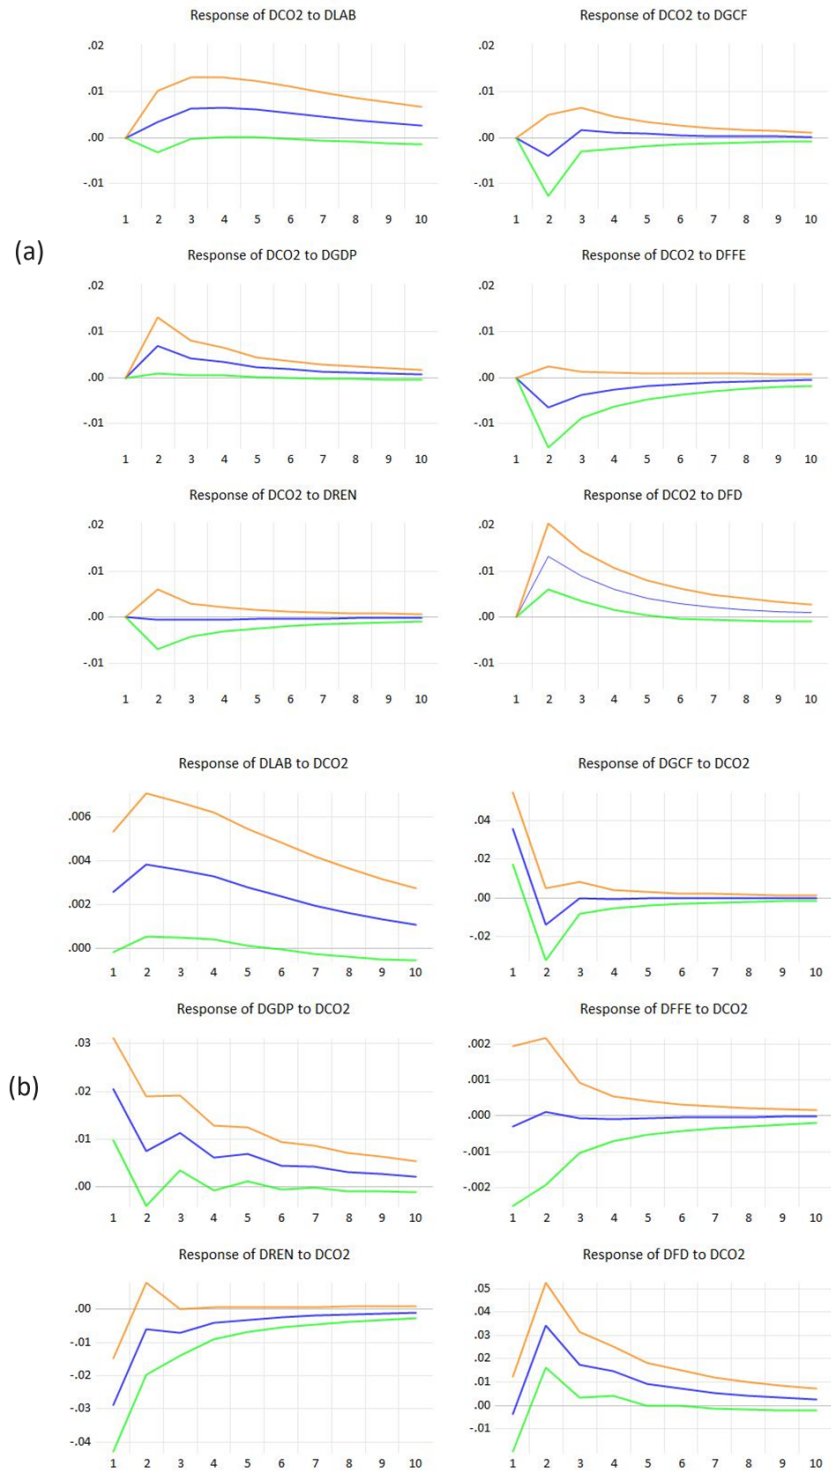 Response of DCO2 to DLAB
.02
.01
.00
-.01
1 2 3 4 5 6 7 8 9 10
Response of DCO2 to DGCF
.02
.01
.00
-.01
1 2 3 4 5 6 7 8 9 10
(a)
Response of DCO2 to DGDP
.02
.01
.00
-.01
1 2 3 4 5 6 7 8 9 10
Response of DCO2 to DFFE
.02
.01
.00
-.01
1 2 3 4 5 6 7 8 9 10
Response of DCO2 to DREN
.02
.01
.00
-.01
1 2 3 4 5 6 7 8 9 10
Response of DCO2 to DFD
.02
.01
.00
-.01
1 2 3 4 5 6 7 8 9 10
Response of DLAB to DCO2
.006
.004
.002
.000
1 2 3 4 5 6 7 8 9 10
Response of DGCF to DCO2
.04
.02
.00
-.02
1 2 3 4 5 6 7 8 9 10
(b)
Response of DGDP to DCO2
.03
.02
.01
.00
1 2 3 4 5 6 7 8 9 10
Response of DFFE to DCO2
.002
.001
.000
-.001
-.002
1 2 3 4 5 6 7 8 9 10
Response of DREN to DCO2
.00
-.01
-.02
-.03
-.04
1 2 3 4 5 6 7 8 9 10
Response of DFD to DCO2
.05
.04
.03
.02
.01
.00
-.01
1 2 3 4 5 6 7 8 9 10